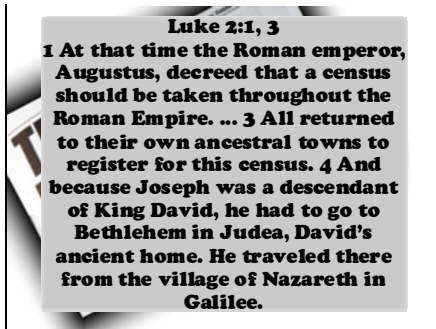 Luke 2:1, 3
1 At that time the Roman emperor,
Augustus, decreed that a census
should be taken throughout the
Roman Empire. ... 3 All returned
to their own ancestral towns to
register for this census. 4 And
because Joseph was a descendant
of King David, he had to go to
Bethlehem in Judea, David’s
ancient home. He traveled there
from the village of Nazareth in
Galilee.